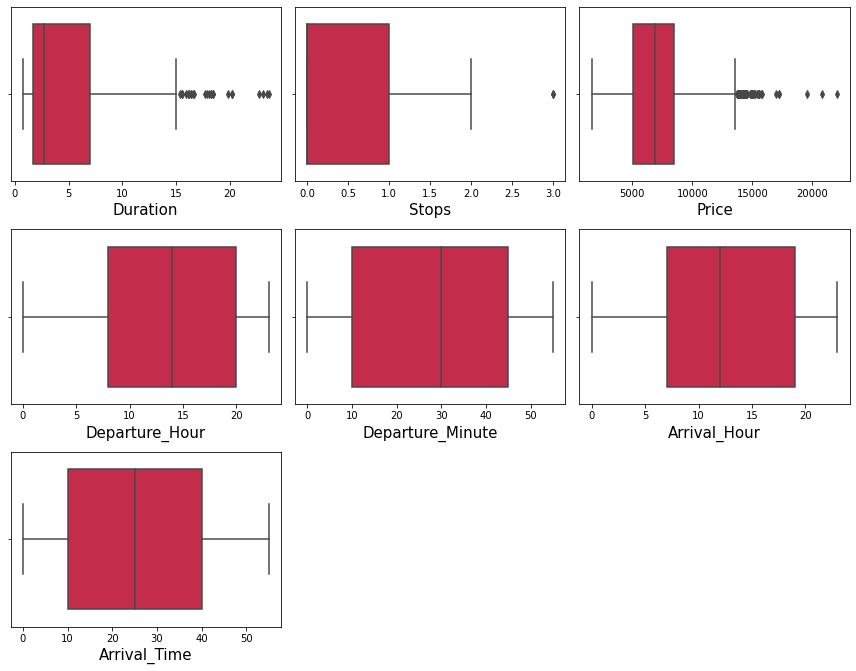 0 5 10 15 20
Duration
0.0 0.5 1.0 1.5 2.0 2.5 3.0
Stops
5000 10000 15000 20000
Price
0 5 10 15 20
Departure_Hour
0 10 20 30 40 50
Departure_Minute
0 5 10 15 20
Arrival_Hour
0 10 20 30 40 50
Arrival_Time